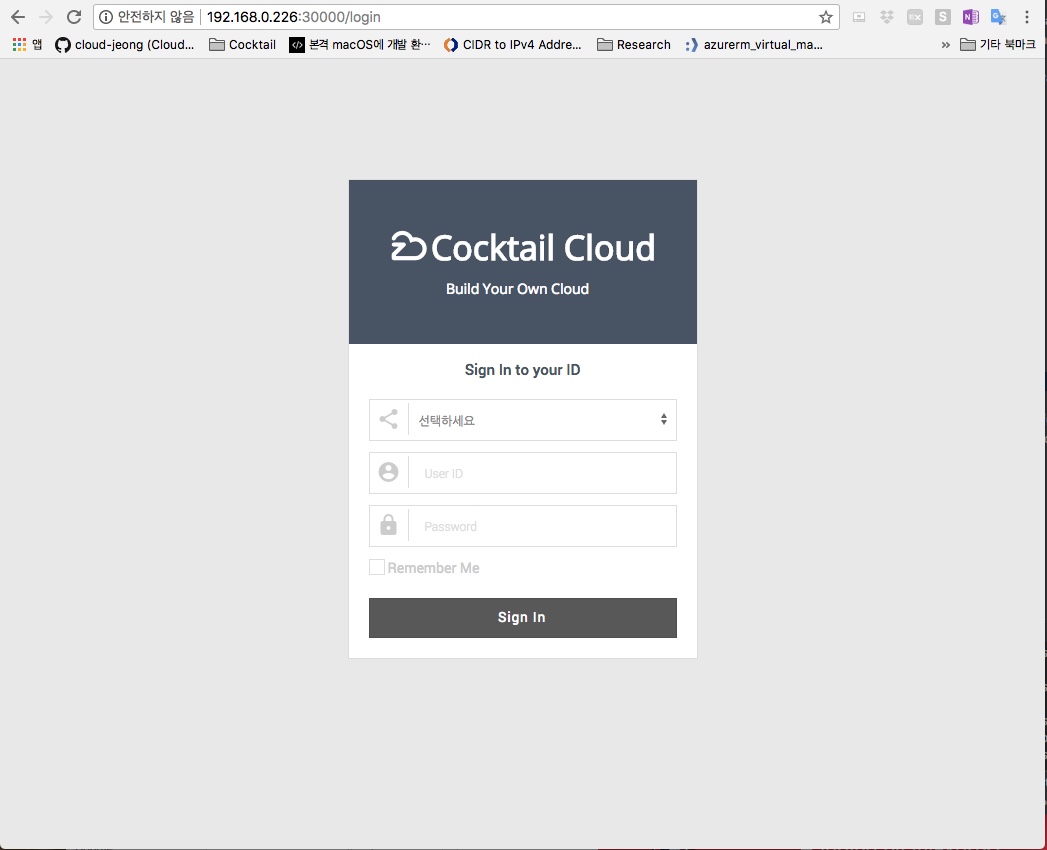 안전하지 않음 192.168.0.226:30000/login
앱 cloud-jeong (Cloud... Cocktail 본격 macOS에 개발 환… CIDR to IPv4 Addre... Research azurerm_virtual_ma... » 기타 북마크
Cocktail Cloud
Build Your Own Cloud
Sign In to your ID
선택하세요
User ID
Password
Remember Me
Sign In